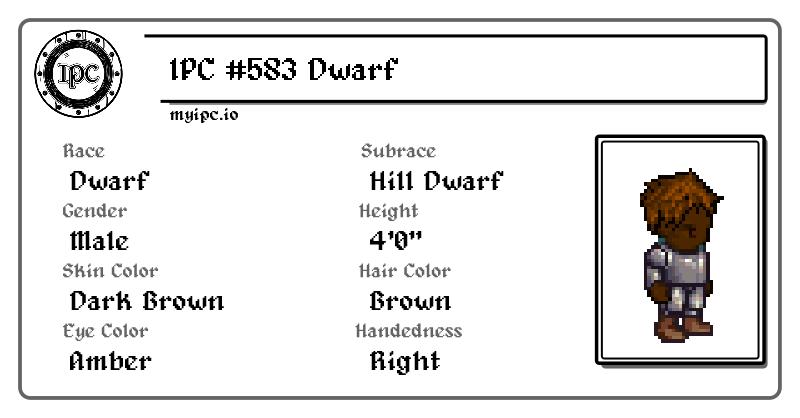 IPC
IPC #583 Dwarf
myipc.io
Race
Dwarf
Subrace
Hill Dwarf
Gender
Male
Height
4'0"
Skin Color
Dark Brown
Hair Color
Brown
Eye Color
Amber
Handedness
Right